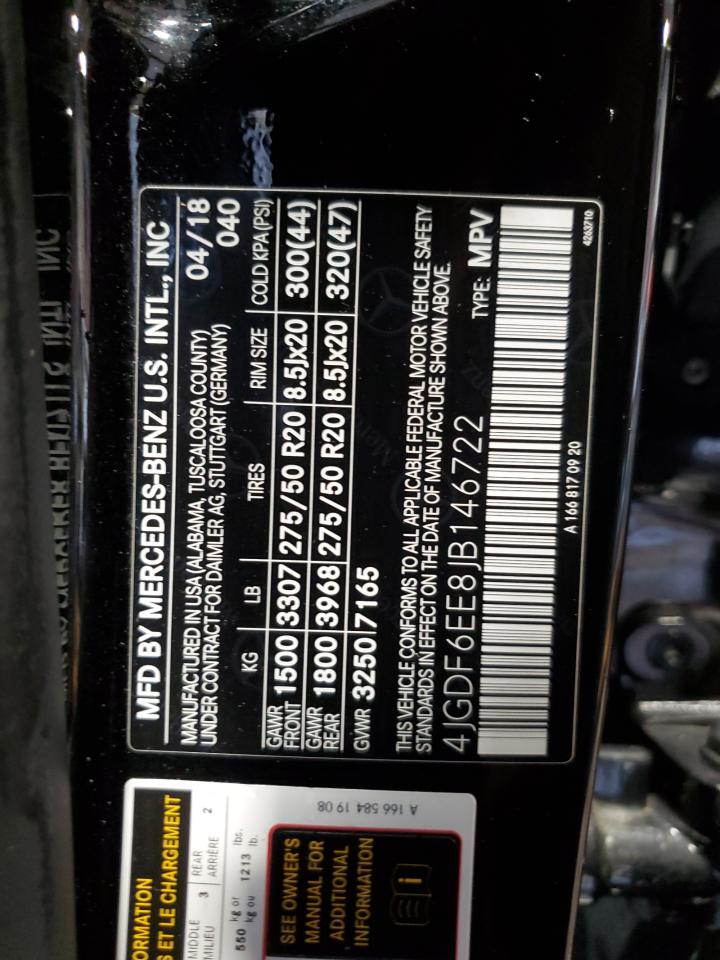 MFD BY MERCEDES-BENZ U.S. INTL., INC
MANUFACTURED IN USA (ALABAMA, TUSCALOOSA COUNTY) 04/18
UNDER CONTRACT FOR DAIMLER AG, STUTTGART (GERMANY) 040
KG LB TIRES RIM SIZE COLD KPA (PSI)
GAWR FRONT 1500 3307 275/50 R20 8.5Jx20 300(44)
GAWR REAR 1800 3968 275/50 R20 8.5Jx20 320(47)
GVWR 3250 7165
THIS VEHICLE CONFORMS TO ALL APPLICABLE FEDERAL MOTOR VEHICLE SAFETY
STANDARDS IN EFFECT ON THE DATE OF MANUFACTURE SHOWN ABOVE.
4JGDF6EE8JB146722 TYPE: MPV
A 166 817 09 20
4263710
ORMATION
S ET LE CHARGEMENT
MIDDLE 3 REAR 2
MILIEU ARRIÈRE
550 kg or 1213 lbs.
kg ou lb.
SEE OWNER'S
MANUAL FOR
ADDITIONAL
INFORMATION
A 166 584 19 08